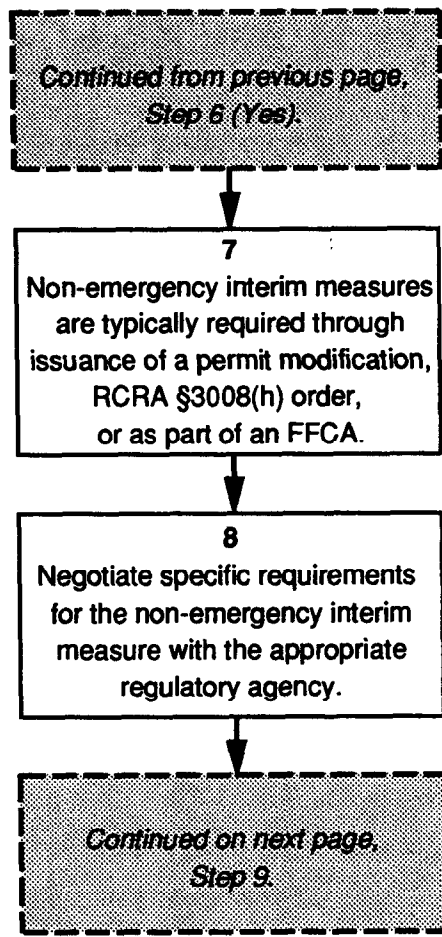 Continued from previous page,
Step 6 (Yes).
7
Non-emergency interim measures
are typically required through
issuance of a permit modification,
RCRA §3008(h) order,
or as part of an FFCA.
8
Negotiate specific requirements
for the non-emergency interim
measure with the appropriate
regulatory agency.
Continued on next page,
Step 9.